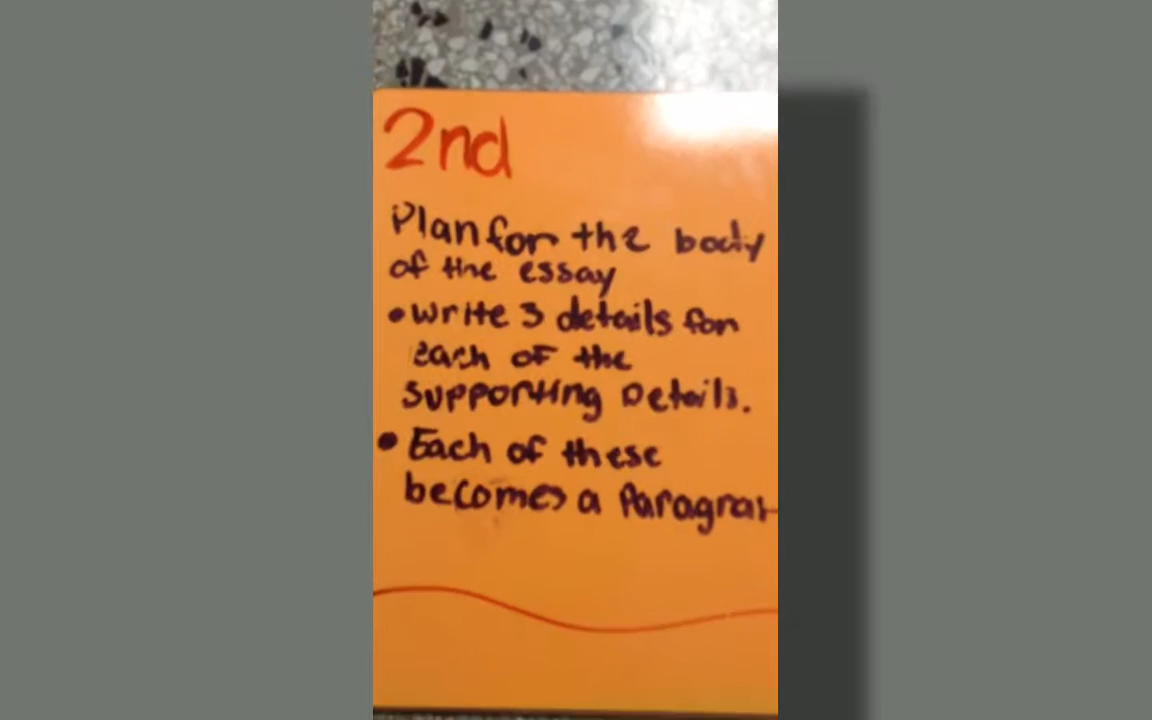 2nd
Plan for the body
of the essay
• Write 3 details for
each of the
supporting Details.
• Each of these
becomes a Paragra